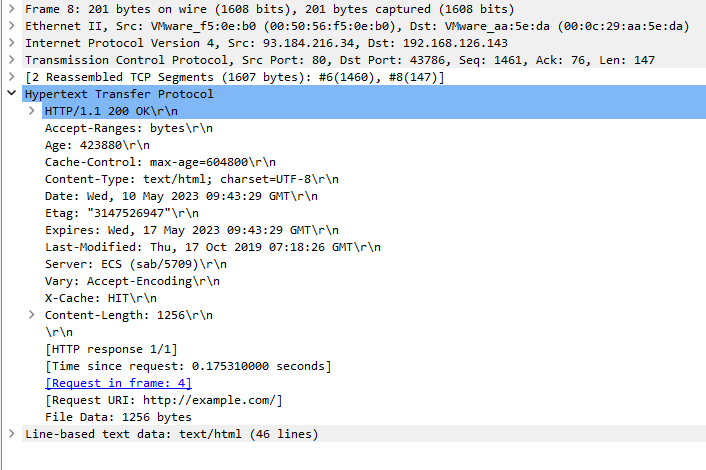 Frame 8: 201 bytes on wire (1608 bits), 201 bytes captured (1608 bits)
Ethernet II, Src: VMware_f5:0e:b0 (00:50:56:f5:0e:b0), Dst: VMware_aa:5e:da (00:0c:29:aa:5e:da)
Internet Protocol Version 4, Src: 93.184.216.34, Dst: 192.168.126.143
Transmission Control Protocol, Src Port: 80, Dst Port: 43786, Seq: 1461, Ack: 76, Len: 147
[2 Reassembled TCP Segments (1607 bytes): #6(1460), #8(147)]
Hypertext Transfer Protocol
HTTP/1.1 200 OK\r\n
Accept-Ranges: bytes\r\n
Age: 423880\r\n
Cache-Control: max-age=604800\r\n
Content-Type: text/html; charset=UTF-8\r\n
Date: Wed, 10 May 2023 09:43:29 GMT\r\n
Etag: "3147526947"\r\n
Expires: Wed, 17 May 2023 09:43:29 GMT\r\n
Last-Modified: Thu, 17 Oct 2019 07:18:26 GMT\r\n
Server: ECS (sab/5709)\r\n
Vary: Accept-Encoding\r\n
X-Cache: HIT\r\n
Content-Length: 1256\r\n
\r\n
[HTTP response 1/1]
[Time since request: 0.175310000 seconds]
[Request in frame: 4]
[Request URI: http://example.com/]
File Data: 1256 bytes
Line-based text data: text/html (46 lines)